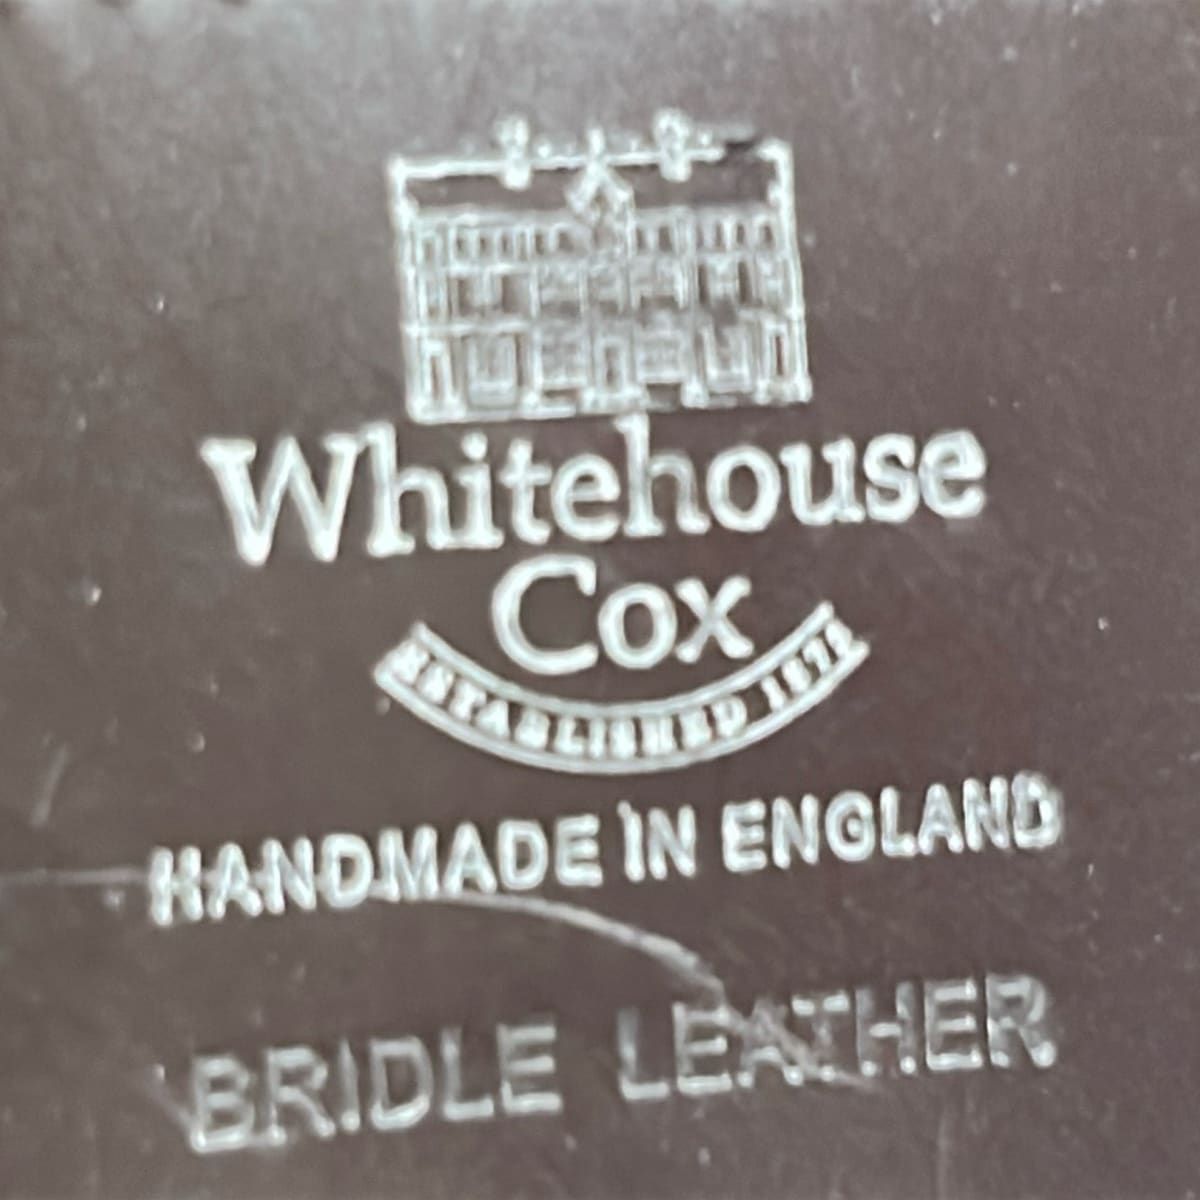 Whitehouse
Cox
ESTABLISHED 1875
HANDMADE IN ENGLAND
BRIDLE LEATHER